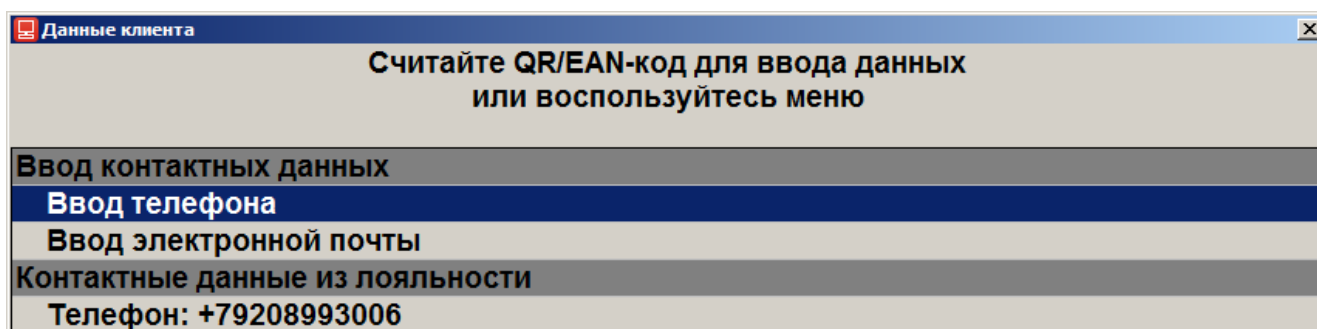 Данные клиента
Считайте QR/EAN-код для ввода данных
или воспользуйтесь меню
Ввод контактных данных
Ввод телефона
Ввод электронной почты
Контактные данные из лояльности
Телефон: +79208993006